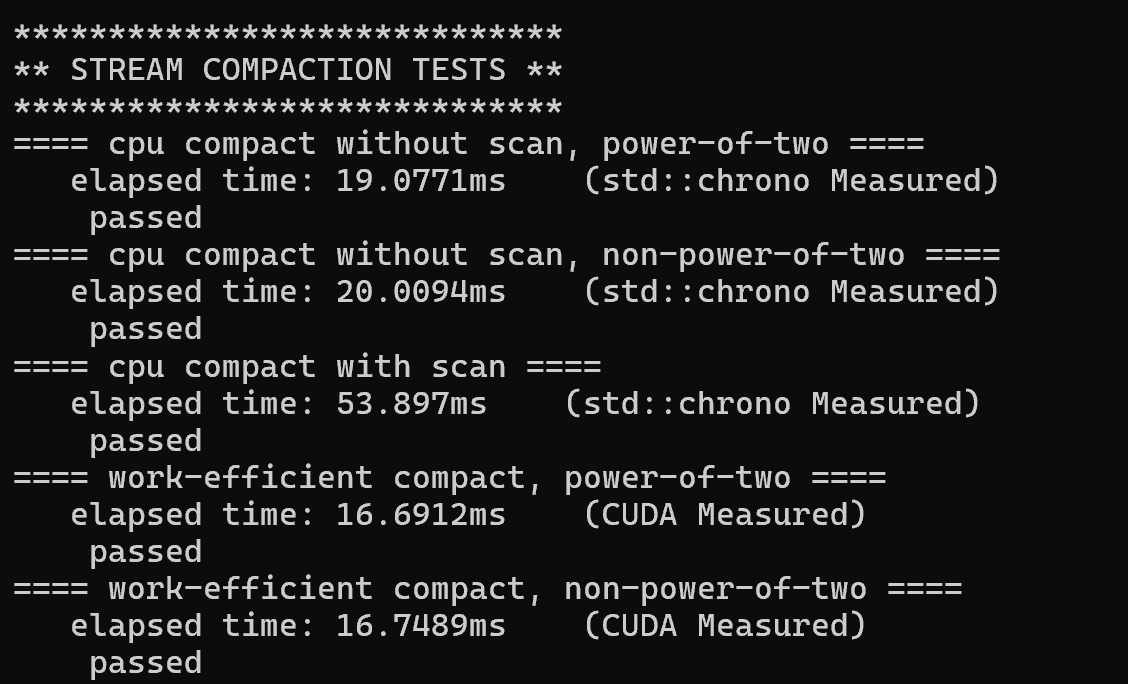 *****************************
** STREAM COMPACTION TESTS **
*****************************
==== cpu compact without scan, power-of-two ====
   elapsed time: 19.0771ms    (std::chrono Measured)
    passed
==== cpu compact without scan, non-power-of-two ====
   elapsed time: 20.0094ms    (std::chrono Measured)
    passed
==== cpu compact with scan ====
   elapsed time: 53.897ms    (std::chrono Measured)
    passed
==== work-efficient compact, power-of-two ====
   elapsed time: 16.6912ms    (CUDA Measured)
    passed
==== work-efficient compact, non-power-of-two ====
   elapsed time: 16.7489ms    (CUDA Measured)
    passed